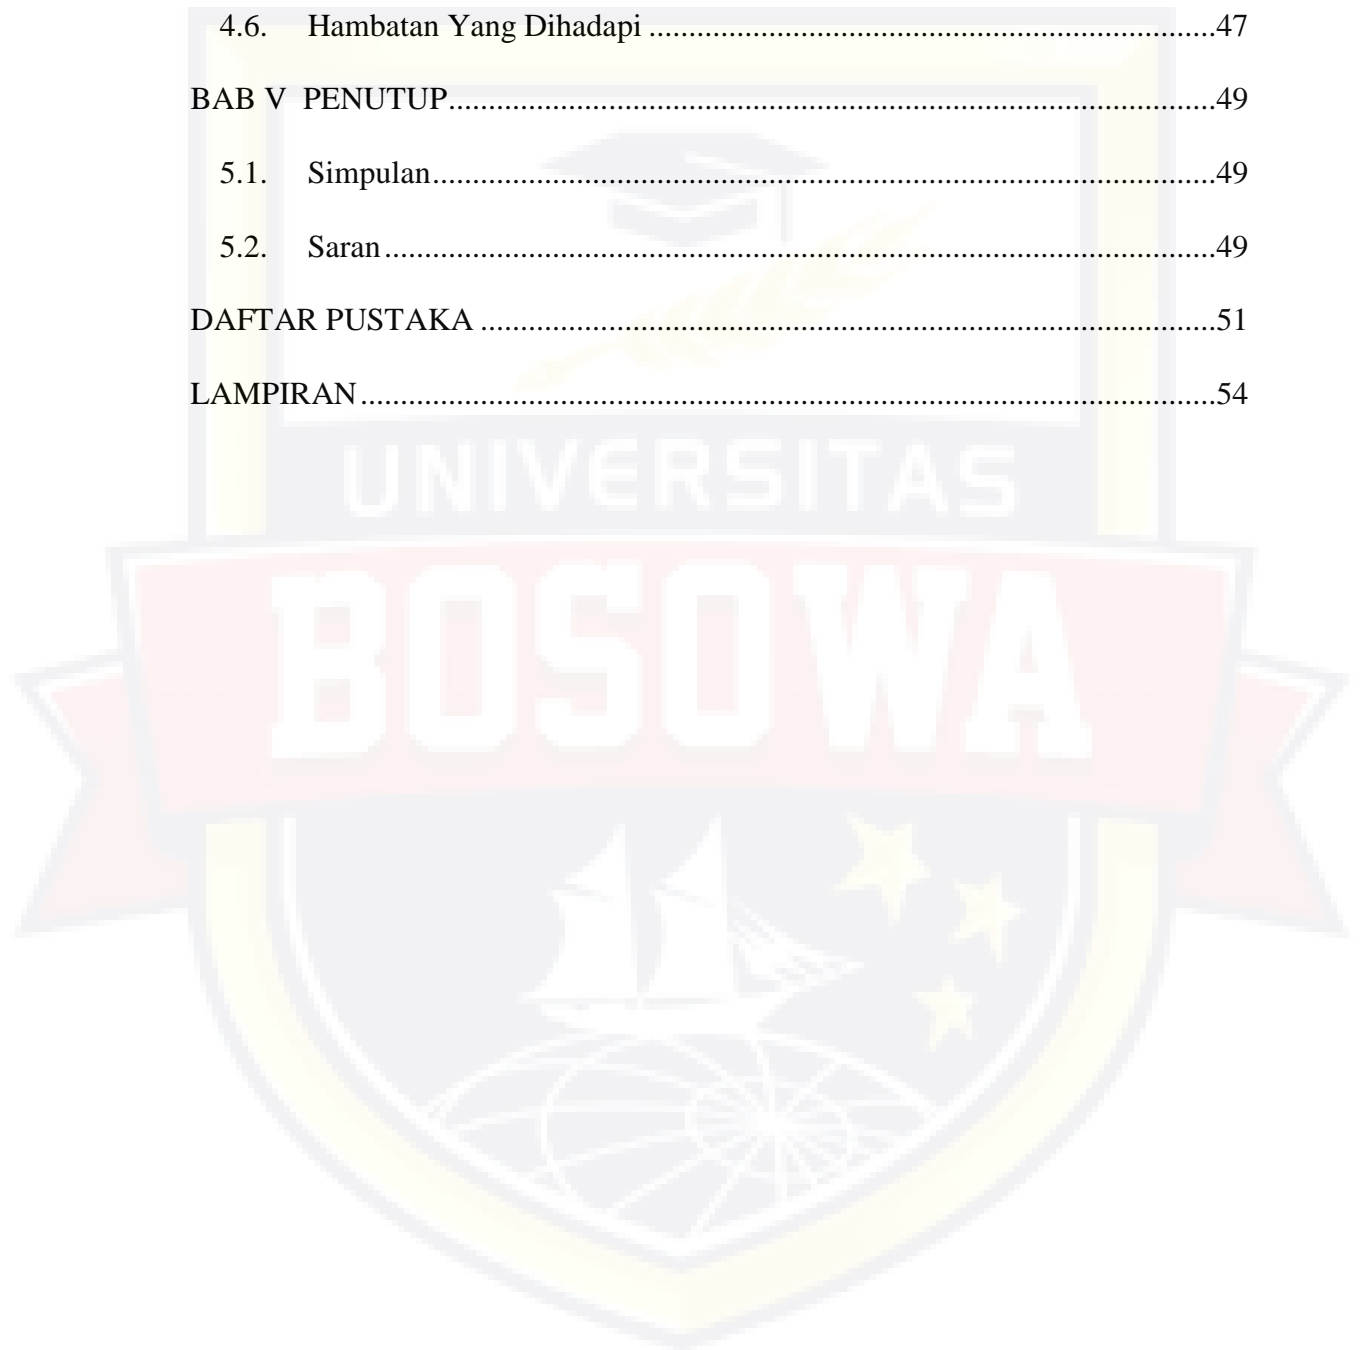 4.6. Hambatan Yang Dihadapi ........................................................................47
BAB V PENUTUP................................................................................................49
5.1. Simpulan..................................................................................................49
5.2. Saran ........................................................................................................49
DAFTAR PUSTAKA ............................................................................................51
LAMPIRAN...........................................................................................................54
UNIVERSITAS
BOSOWA